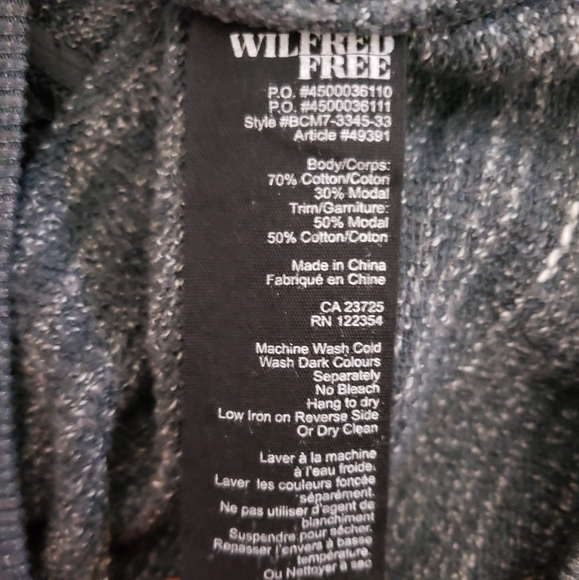 WILFRED
FREE
P.O. #4500036110
P.O. #4500036111
Style #BCM7-3345-33
Article #49391
Body/Corps:
70% Cotton/Coton
30% Modal
Trim/Garniture:
50% Modal
50% Cotton/Coton
Made in China
Fabriqué en Chine
CA 23725
RN 122354
Machine Wash Cold
Wash Dark Colours
Separately
No Bleach
Hang to dry
Low Iron on Reverse Side
Or Dry Clean
Laver à la machine
à l'eau froide.
Laver les couleurs foncée
séparément.
Ne pas utiliser d'agent de
blanchiment
Suspendre pour sécher.
Repasser l'envers à basse
température.
Ou Nettoyer à sec